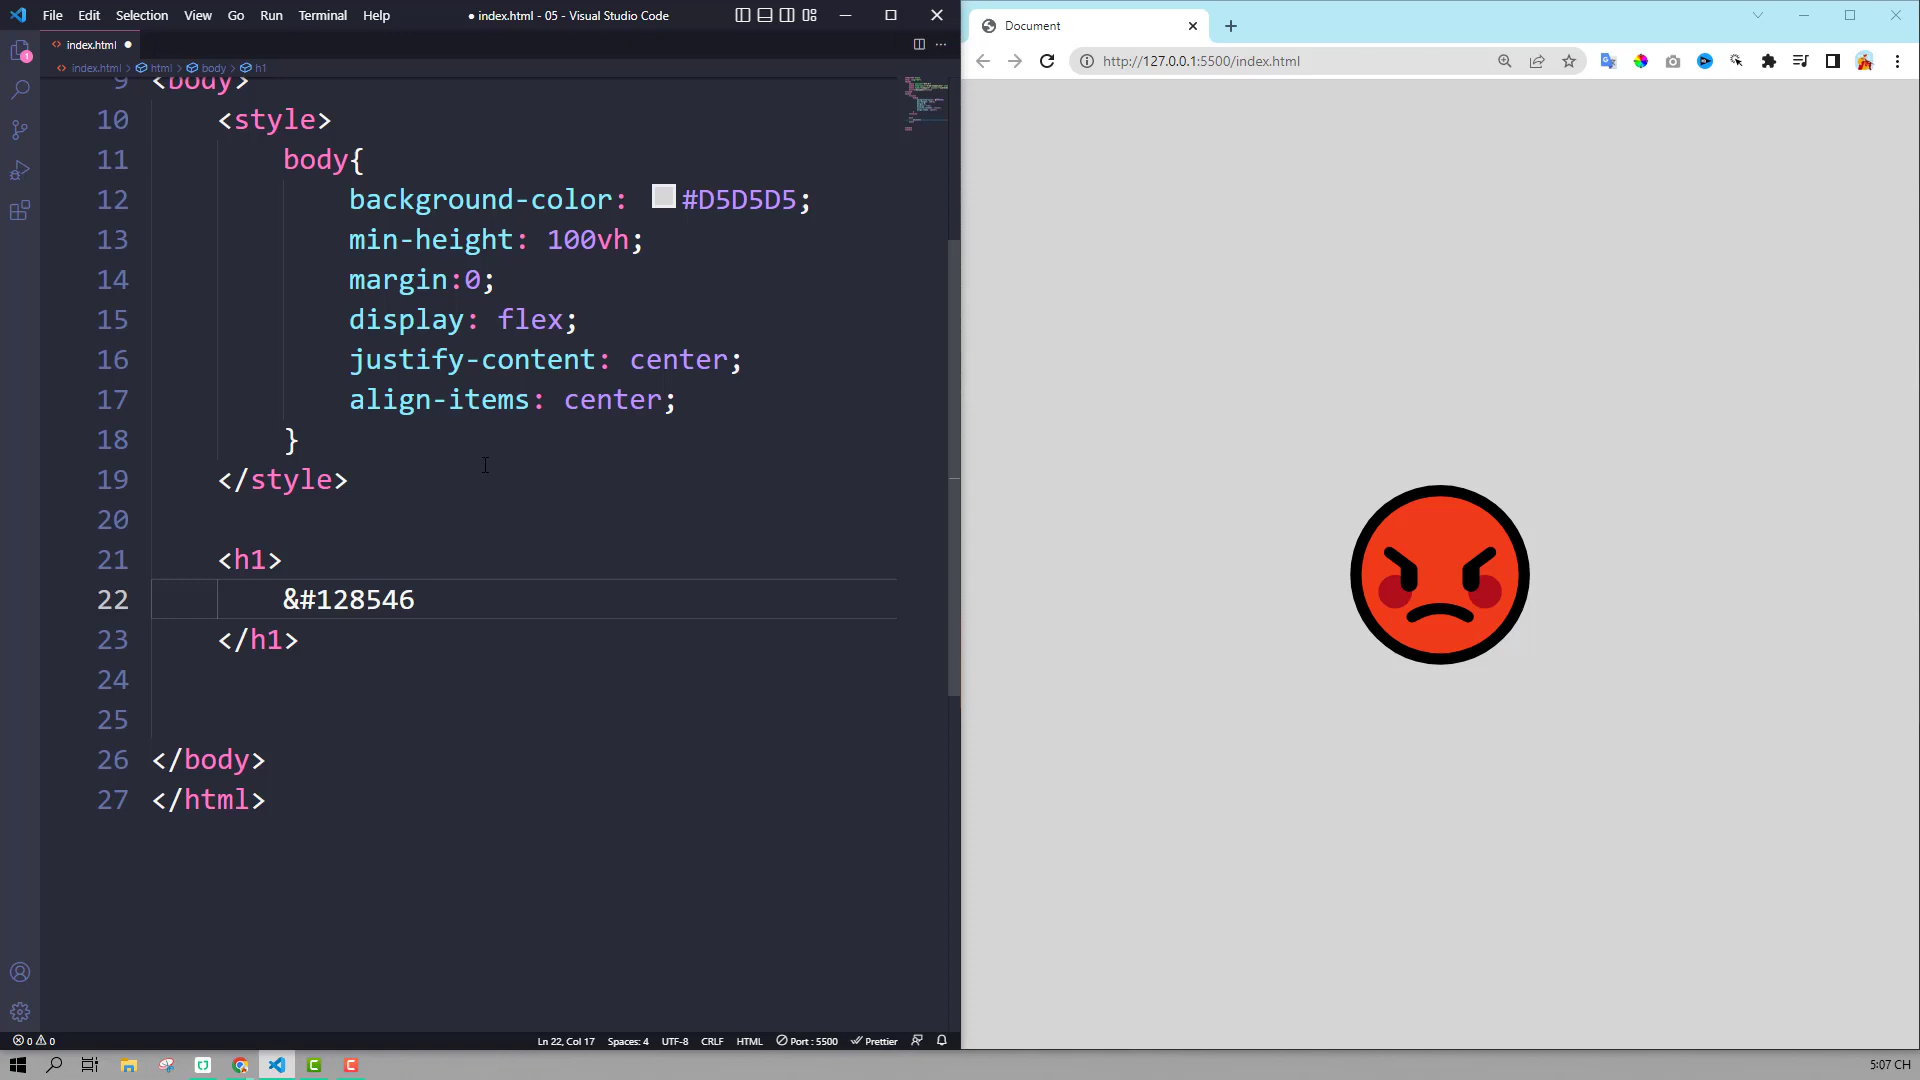 File Edit Selection View Go Run Terminal Help
● index.html - 05 - Visual Studio Code
index.html ●
index.html > html > body > h1
9 <body>
10 <style>
11 body{
12 background-color: #D5D5D5;
13 min-height: 100vh;
14 margin:0;
15 display: flex;
16 justify-content: center;
17 align-items: center;
18 }
19 </style>
20
21 <h1>
22 &#128546
23 </h1>
24
25
26 </body>
27 </html>
0 0
Ln 22, Col 17 Spaces: 4 UTF-8 CRLF HTML Port : 5500 Prettier
Document
http://127.0.0.1:5500/index.html
1
5:07 CH